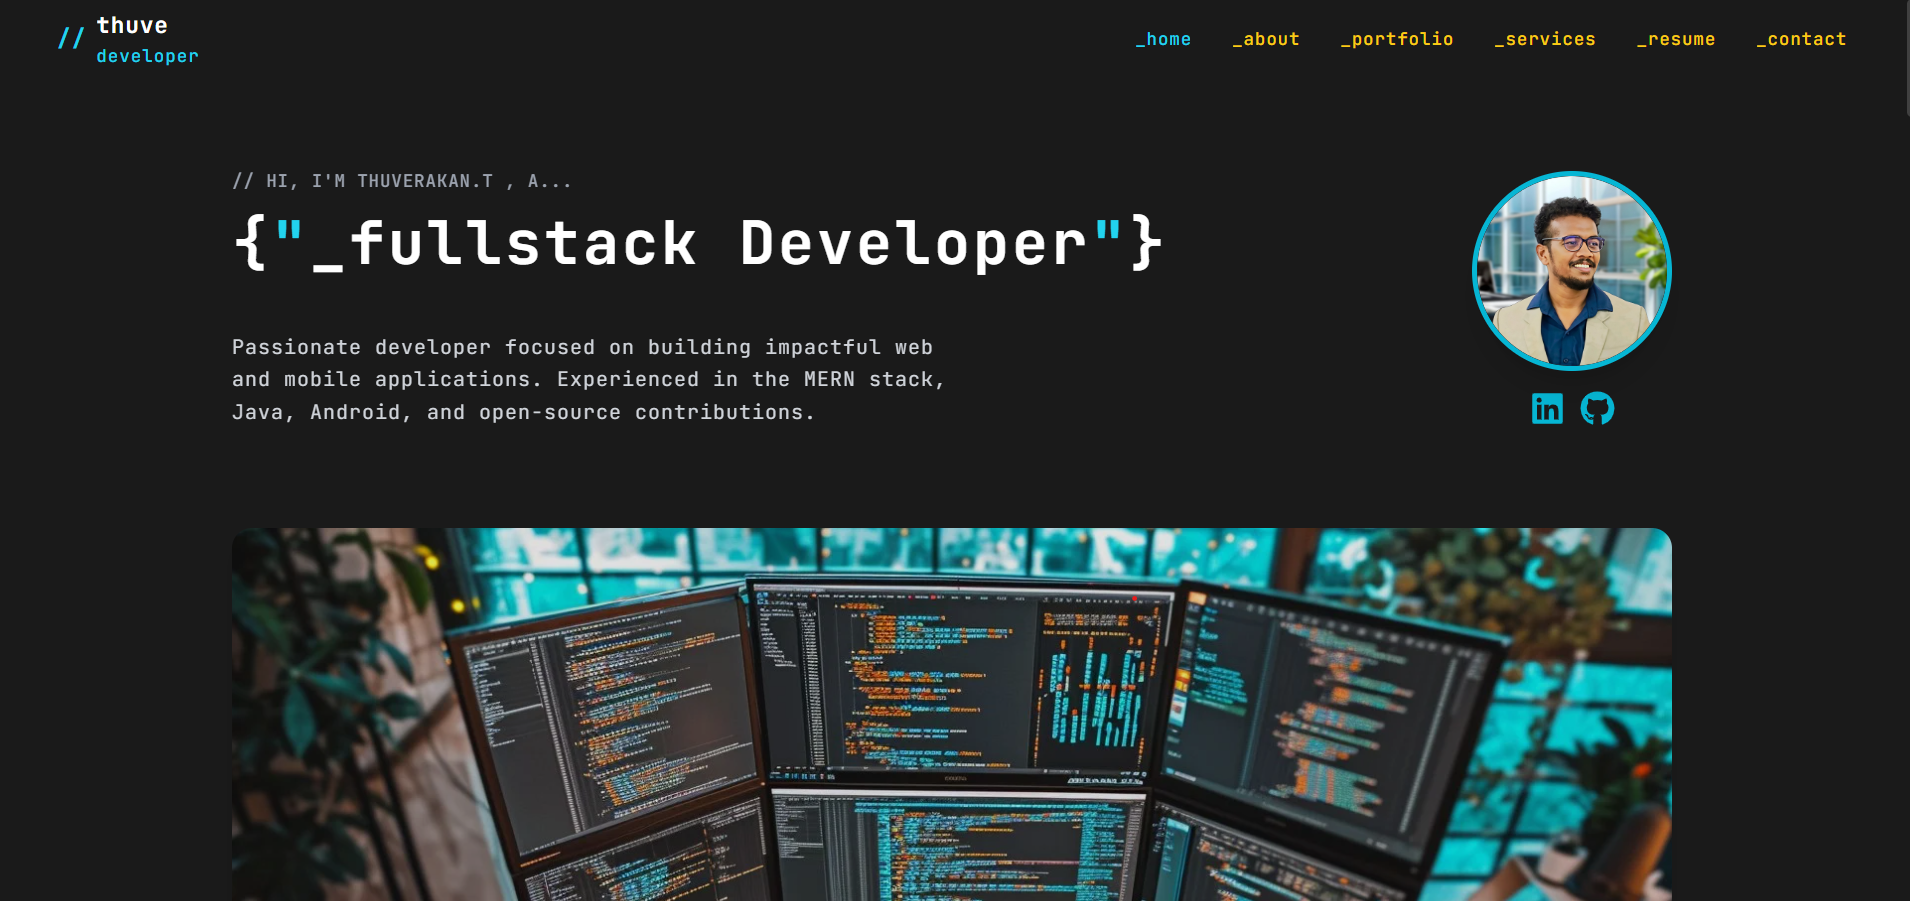 // thuve
developer
_home _about _portfolio _services _resume _contact
// HI, I'M THUVERAKAN.T , A...
{"_fullstack Developer"}
Passionate developer focused on building impactful web
and mobile applications. Experienced in the MERN stack,
Java, Android, and open-source contributions.
in